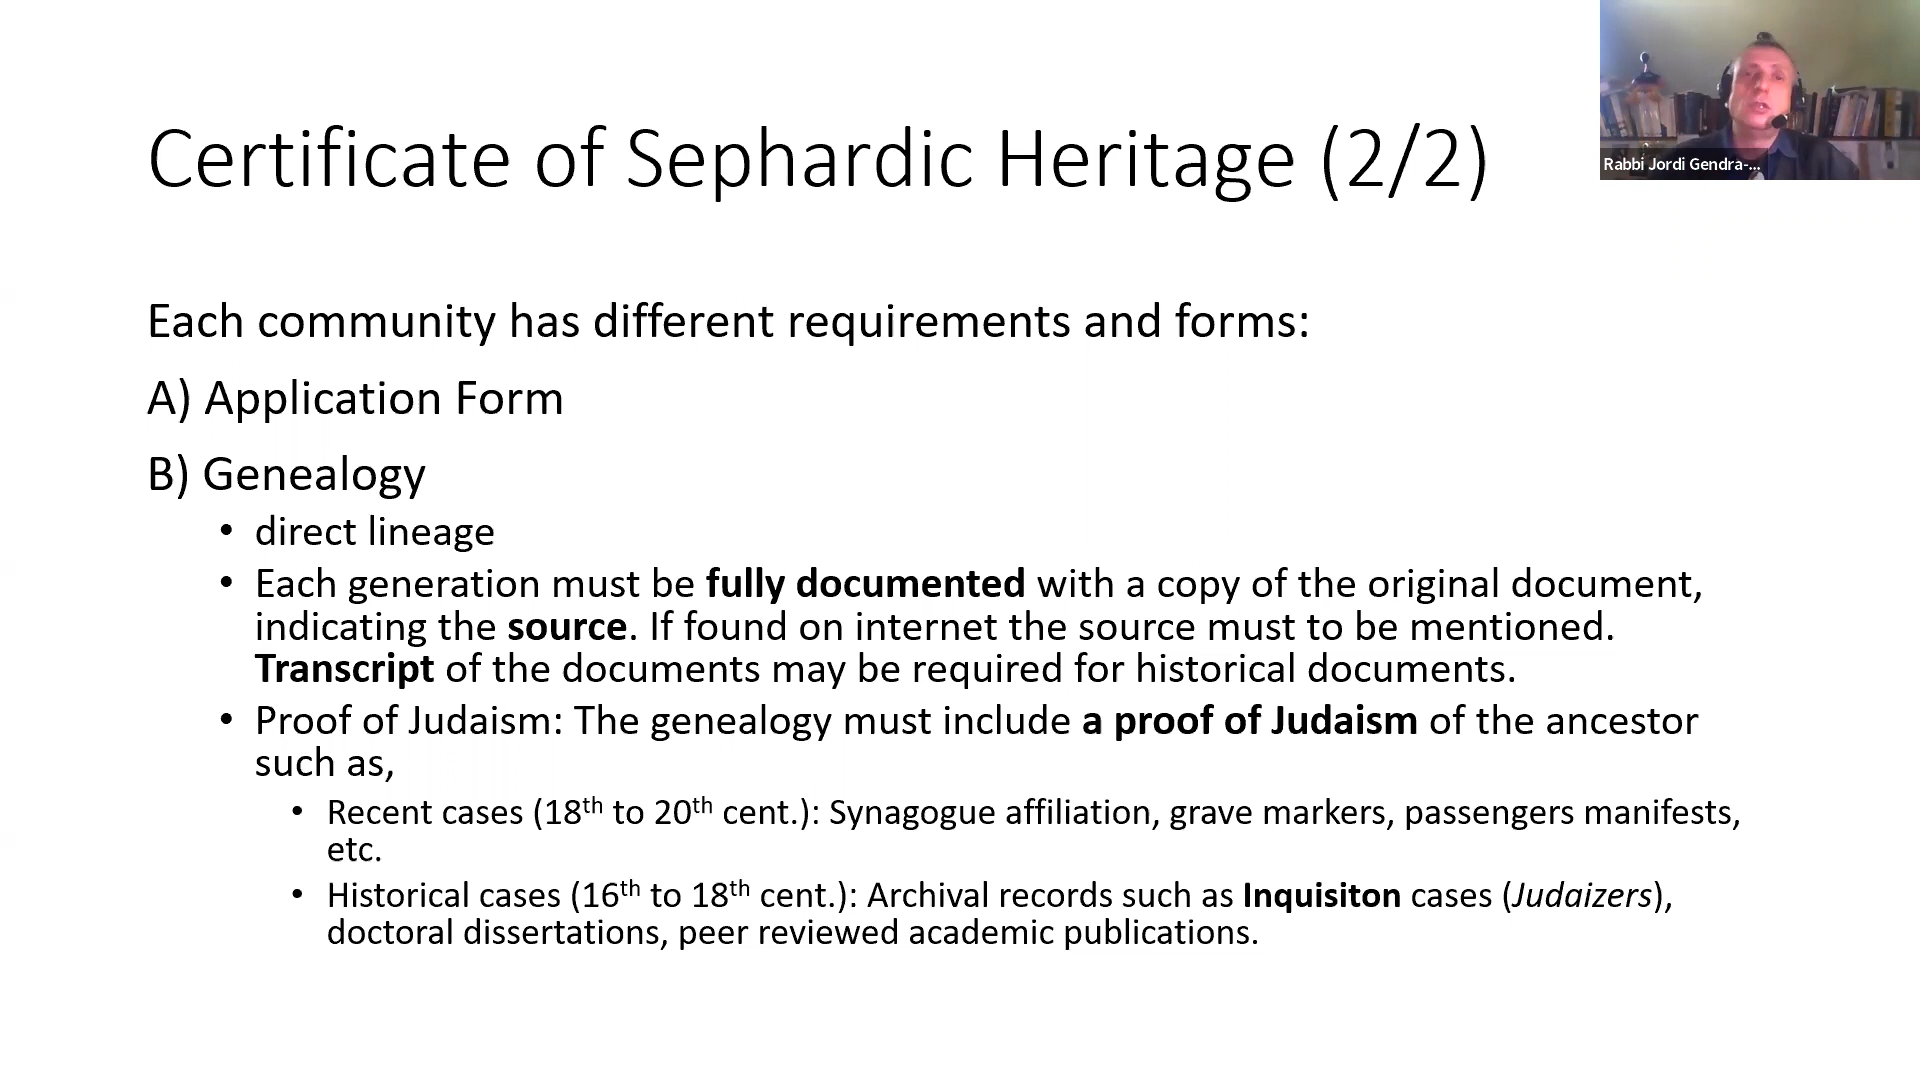 Certificate of Sephardic Heritage (2/2)
Rabbi Jordi Gendra-...
Each community has different requirements and forms:
A) Application Form
B) Genealogy
• direct lineage
• Each generation must be fully documented with a copy of the original document,
indicating the source. If found on internet the source must to be mentioned.
Transcript of the documents may be required for historical documents.
• Proof of Judaism: The genealogy must include a proof of Judaism of the ancestor
such as,
• Recent cases (18th to 20th cent.): Synagogue affiliation, grave markers, passengers manifests,
etc.
• Historical cases (16th to 18th cent.): Archival records such as Inquisiton cases (Judaizers),
doctoral dissertations, peer reviewed academic publications.